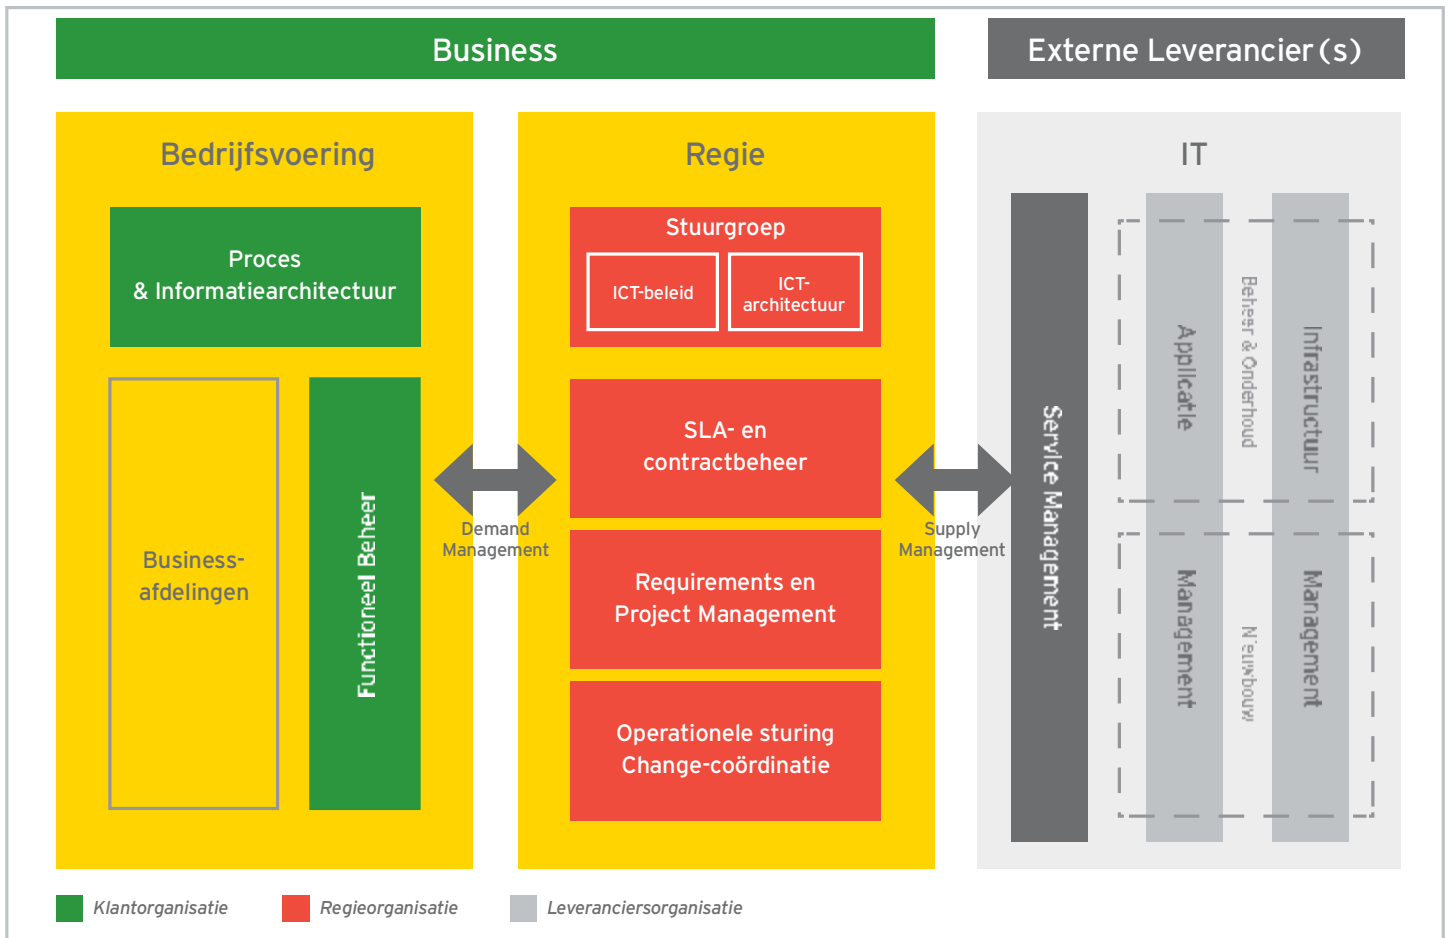 Business
Externe Leverancier(s)
Bedrijfsvoering
Proces
& Informatiearchitectuur
Business-
afdelingen
Functioneel Beheer
Demand
Management
Regie
Stuurgroep
ICT-beleid
ICT-
architectuur
SLA- en
contractbeheer
Requirements en
Project Management
Operationele sturing
Change-coördinatie
Supply
Management
IT
Service Management
Applicatie Management
Beheer & Onderhoud
Nieuwbouw
Infrastructuur Management
Klantorganisatie
Regieorganisatie
Leveranciersorganisatie